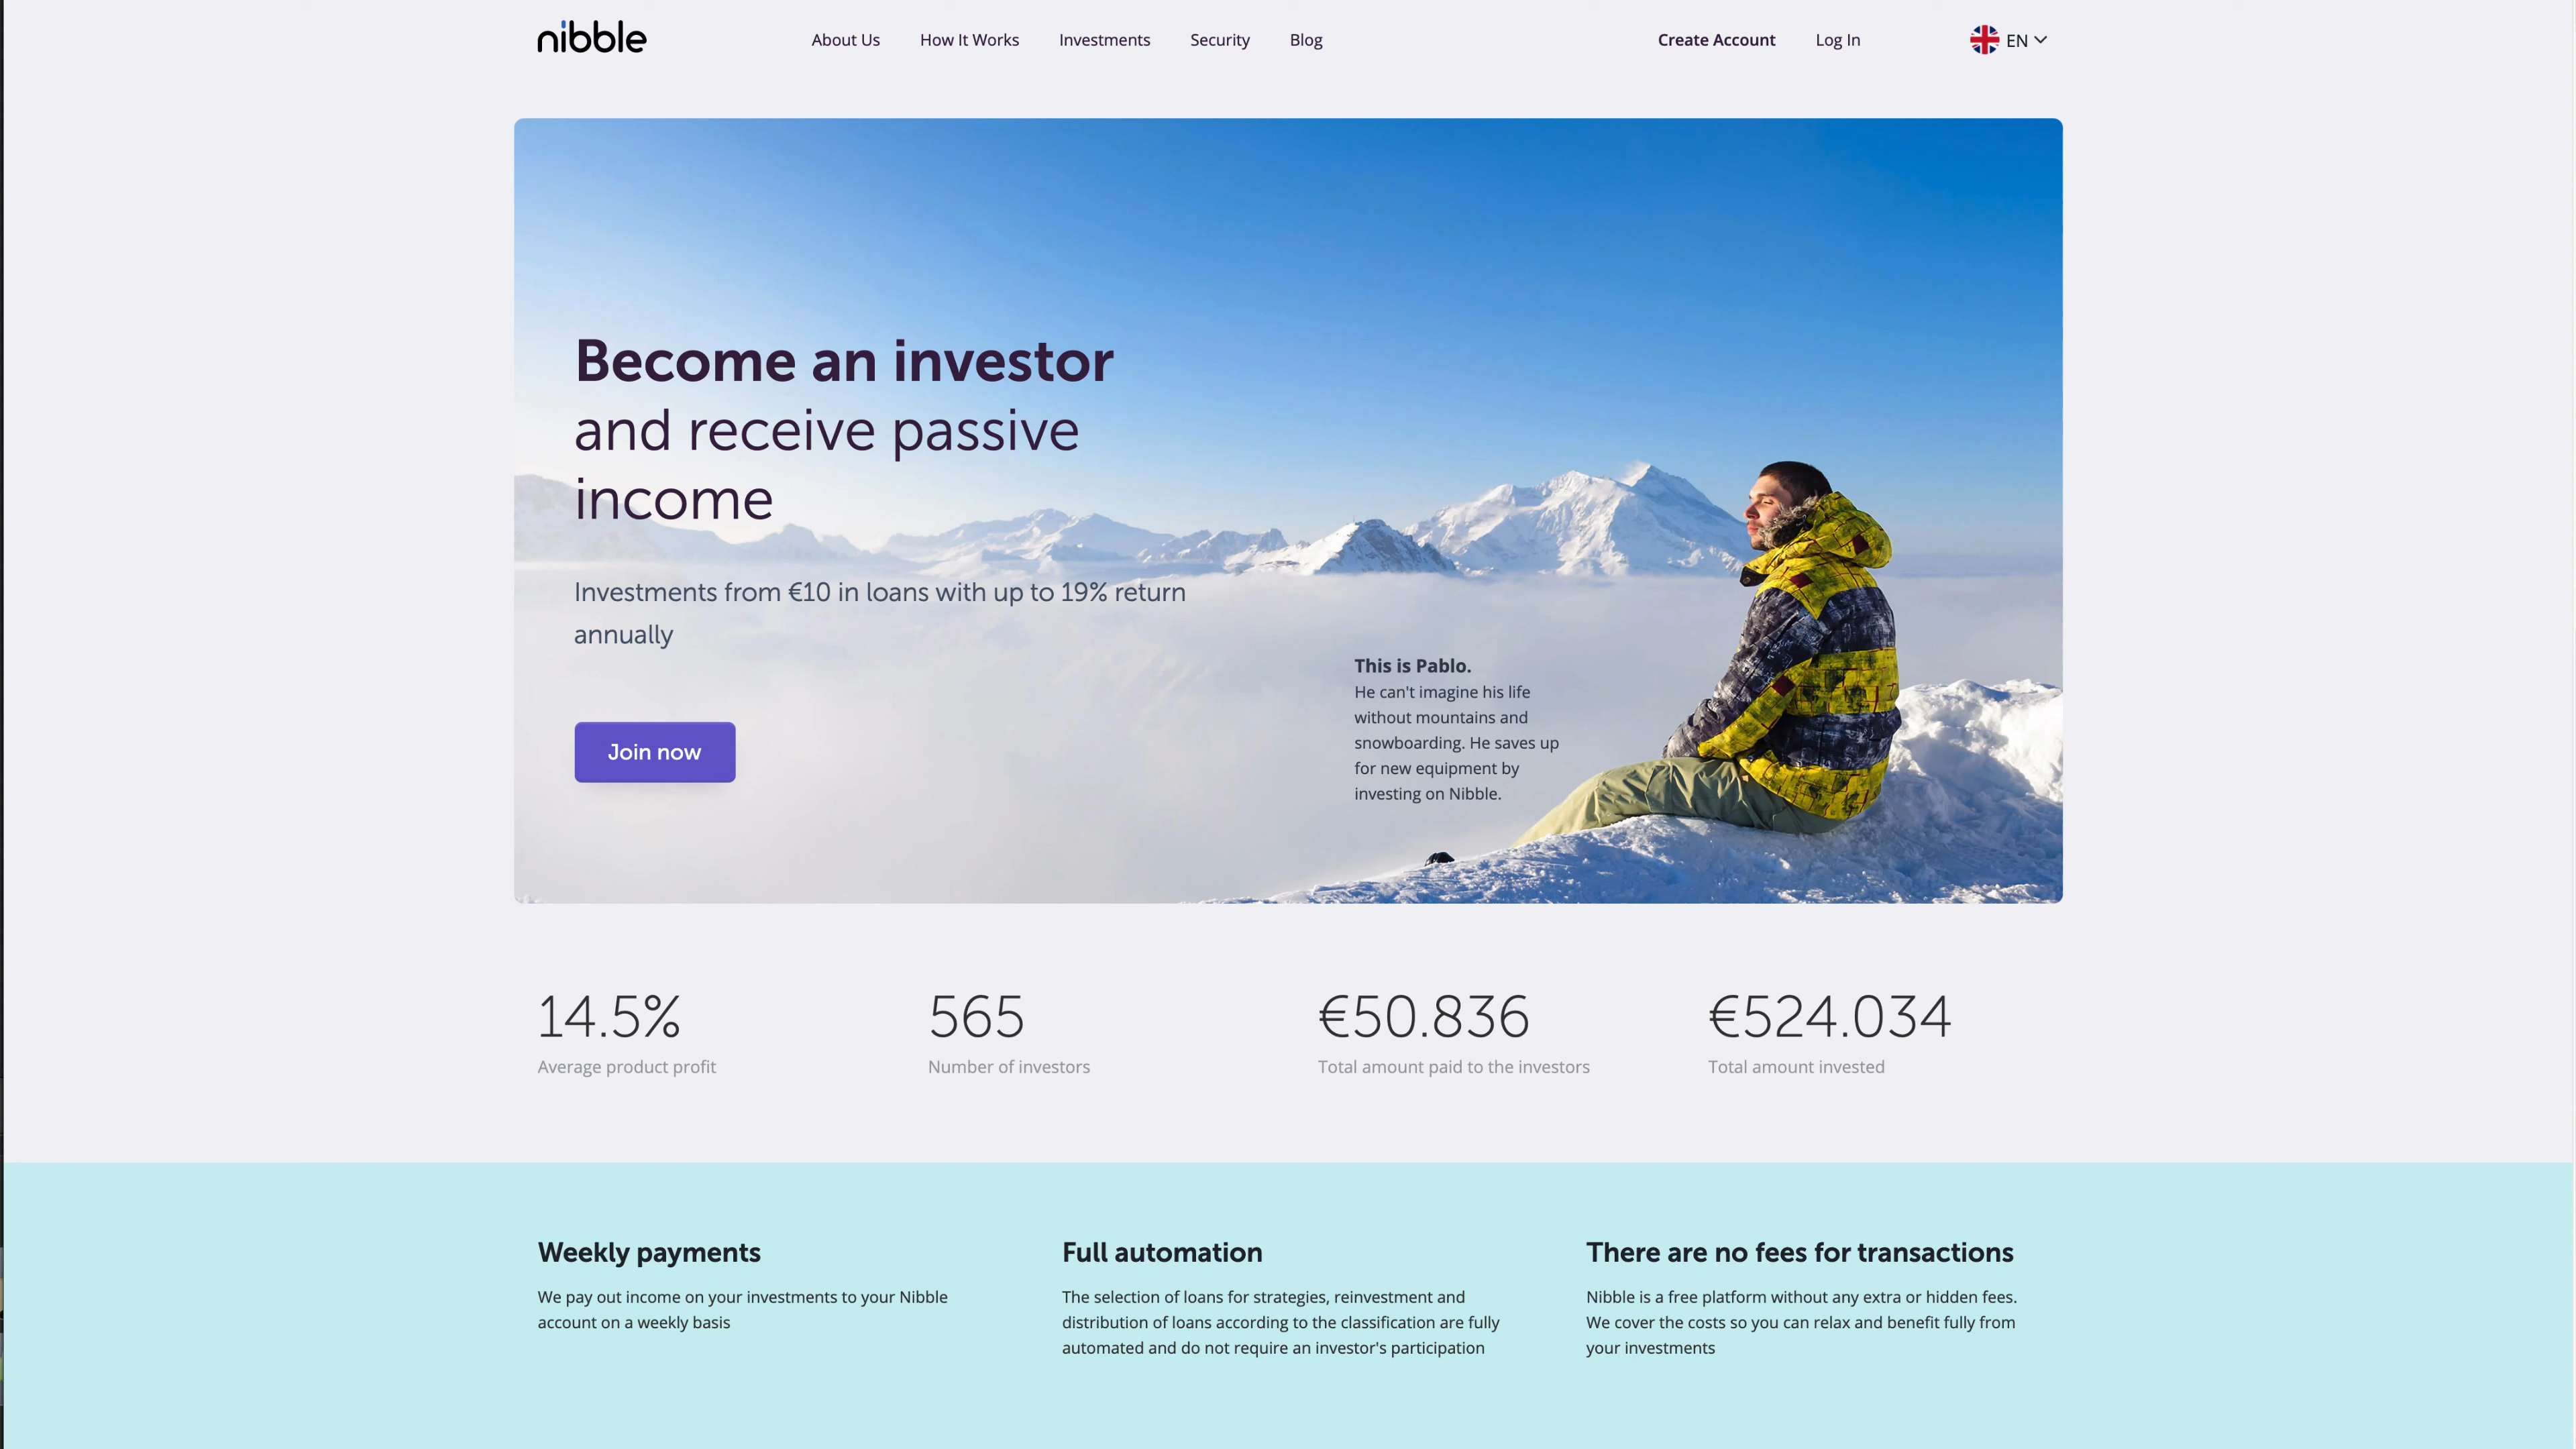 nibble
About Us
How It Works
Investments
Security
Blog
Create Account
Log In
EN
Become an investor
and receive passive
income
Investments from €10 in loans with up to 19% return
annually
Join now
This is Pablo.
He can't imagine his life
without mountains and
snowboarding. He saves up
for new equipment by
investing on Nibble.
14.5%
Average product profit
565
Number of investors
€50.836
Total amount paid to the investors
€524.034
Total amount invested
Weekly payments
We pay out income on your investments to your Nibble
account on a weekly basis
Full automation
The selection of loans for strategies, reinvestment and
distribution of loans according to the classification are fully
automated and do not require an investor's participation
There are no fees for transactions
Nibble is a free platform without any extra or hidden fees.
We cover the costs so you can relax and benefit fully from
your investments